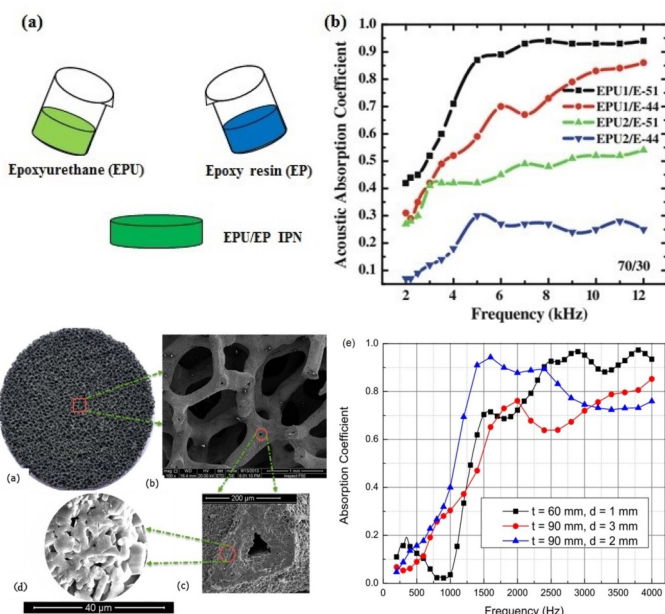 (a)
Epoxyurethane (EPU)
Epoxy resin (EP)
EPU/EP IPN
(b)
Acoustic Absorption Coefficient
1.0
0.9
0.8
0.7
0.6
0.5
0.4
0.3
0.2
0.1
EPU1/E-51
EPU1/E-44
EPU2/E-51
EPU2/E-44
70/30
2
4
6
8
10
12
Frequency (kHz)
(a)
(b)
1 mm
200 µm
(c)
(d)
40 µm
(e)
Absorption Coefficient
1.0
0.8
0.6
0.4
0.2
0.0
t = 60 mm, d = 1 mm
t = 90 mm, d = 3 mm
t = 90 mm, d = 2 mm
0
500
1000
1500
2000
2500
3000
3500
4000
Frequency (Hz)